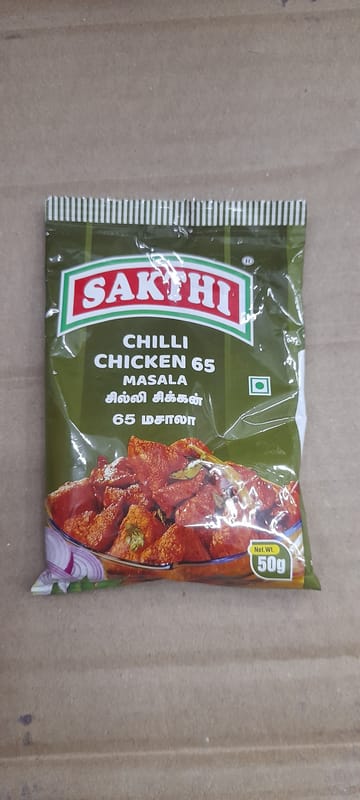 SAKTHI
®
CHILLI
CHICKEN 65
MASALA
சில்லி சிக்கன்
65 மசாலா
Net.Wt.
50g